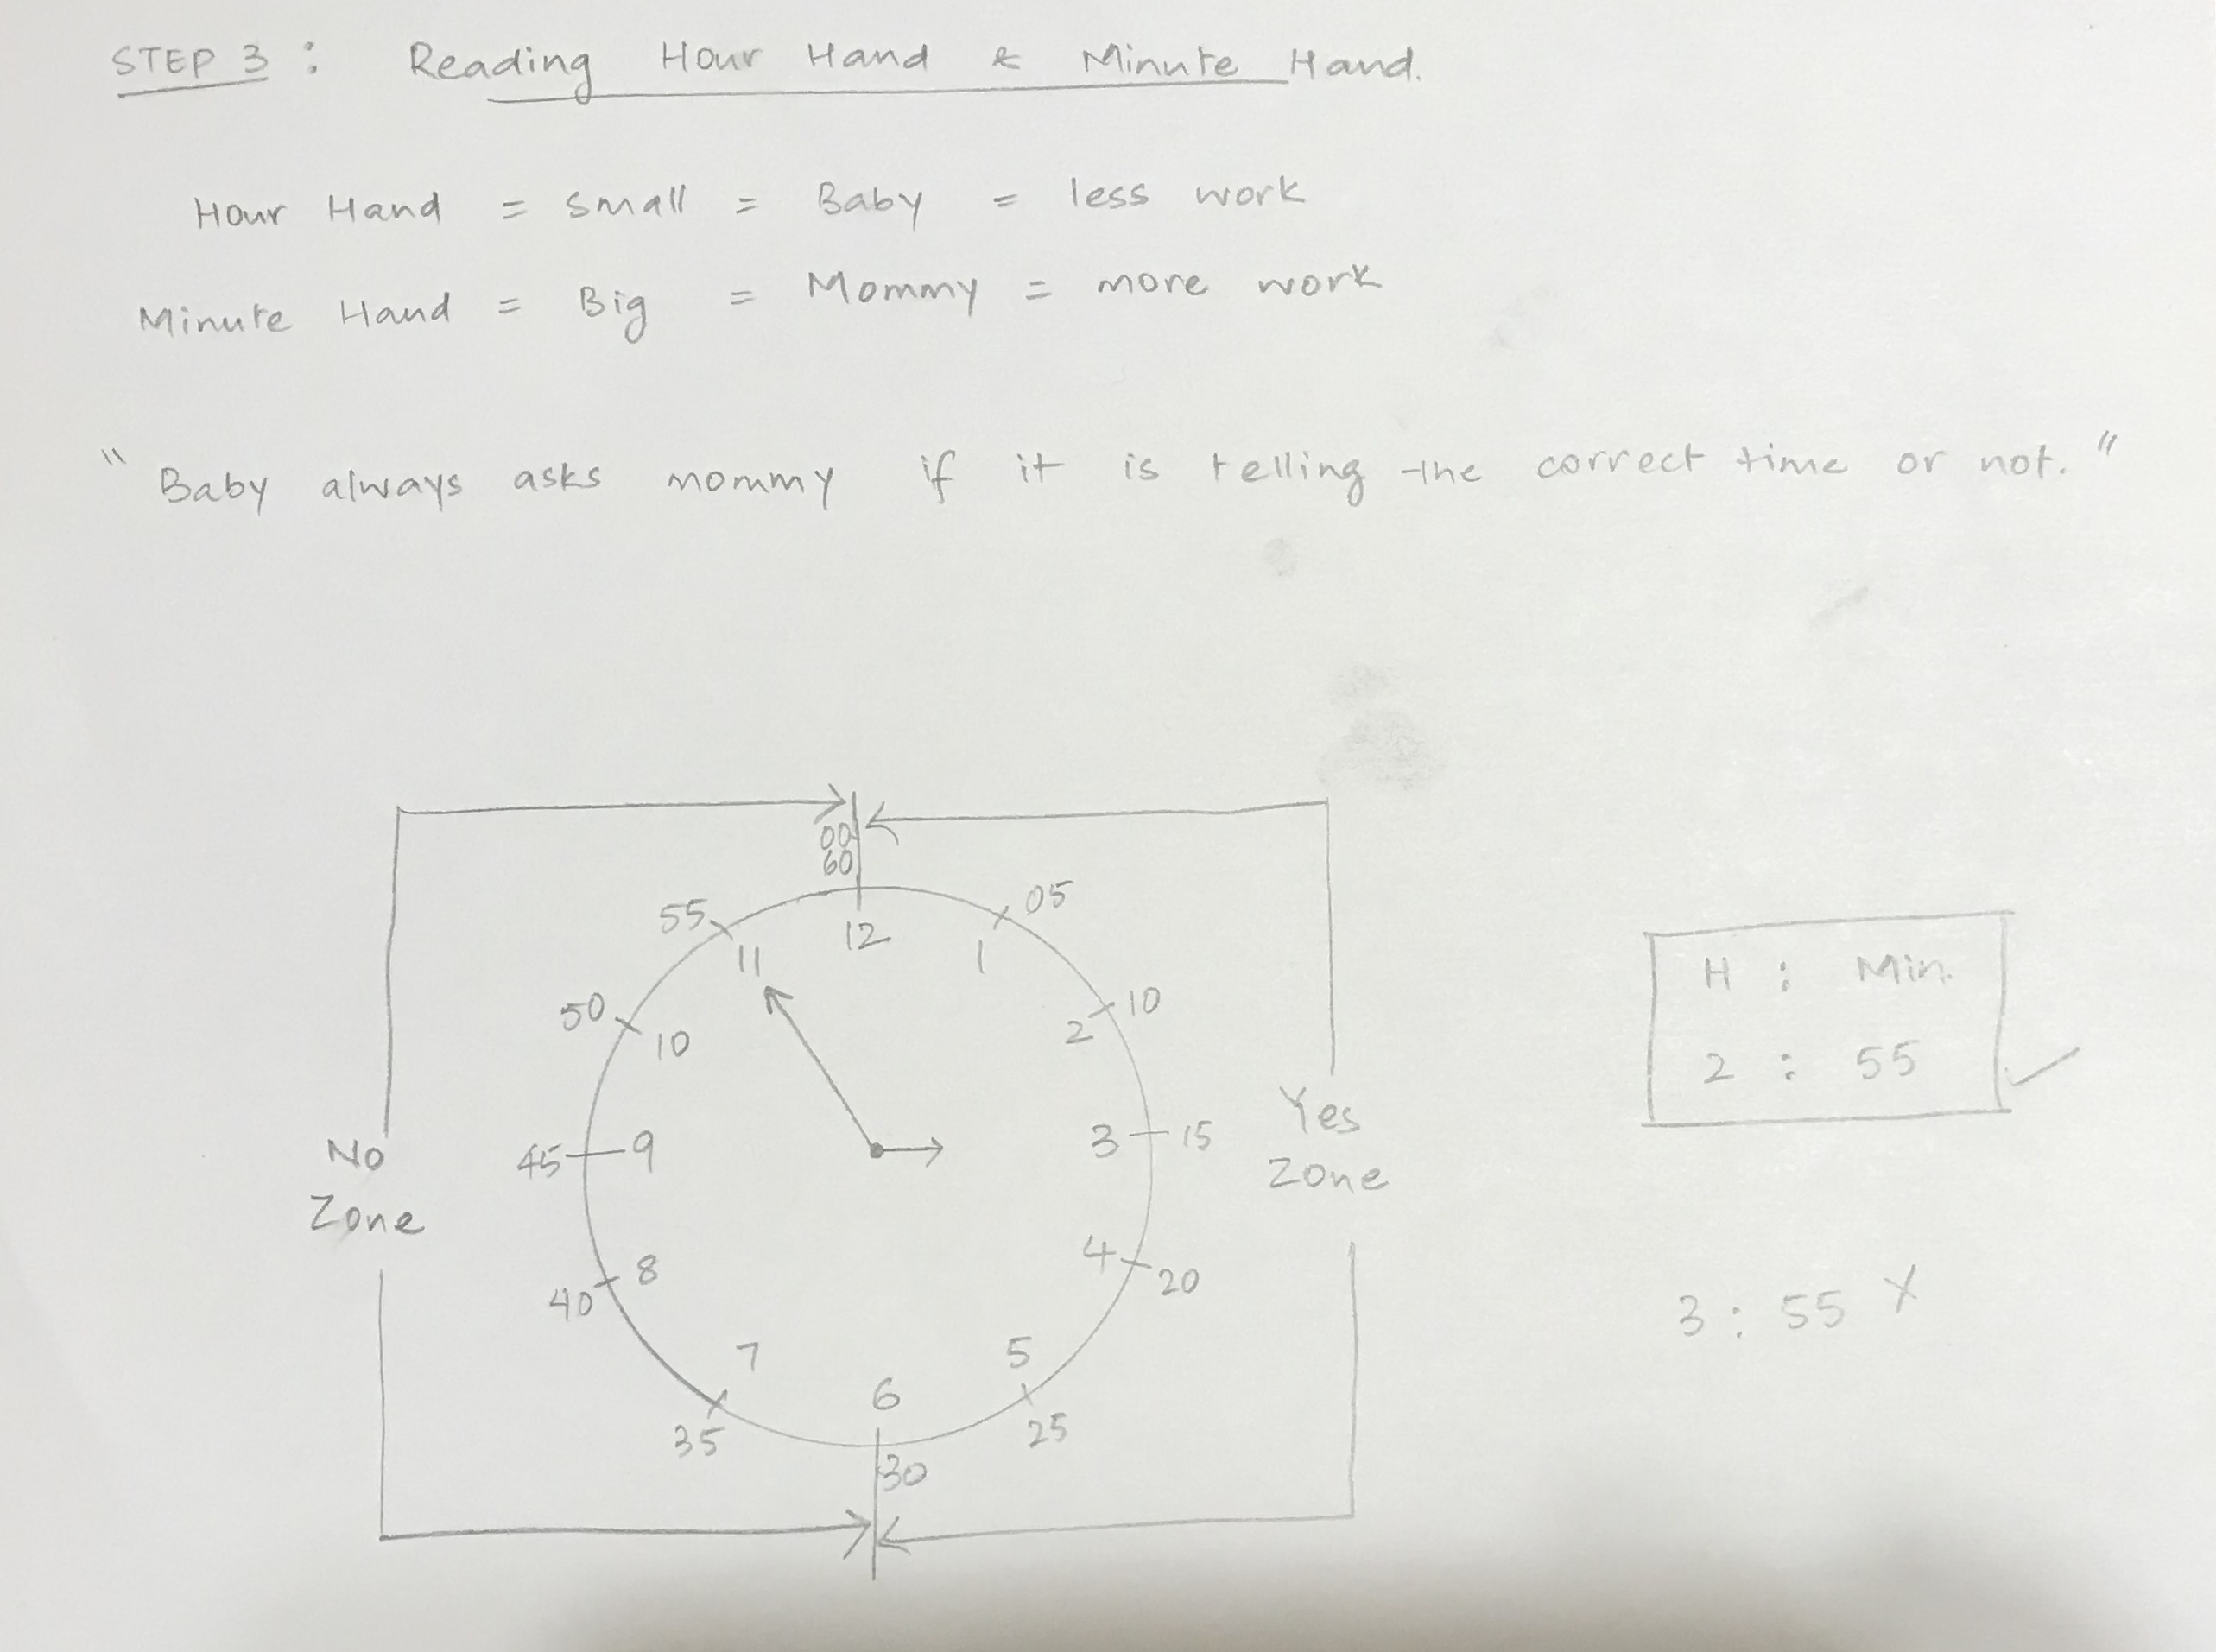 STEP 3 : Reading Hour Hand & Minute Hand.
Hour Hand = small = Baby = less work
Minute Hand = Big = Mommy = more work
" Baby always asks mommy if it is telling the correct time or not. "
00
60
55 05
12
11 1
50 10
10 2
H : Min.
2 : 55 ✓
Yes
Zone
No
Zone
45 9 3 15
8 4
40 20
3 : 55 X
7 5
6
35 25
30